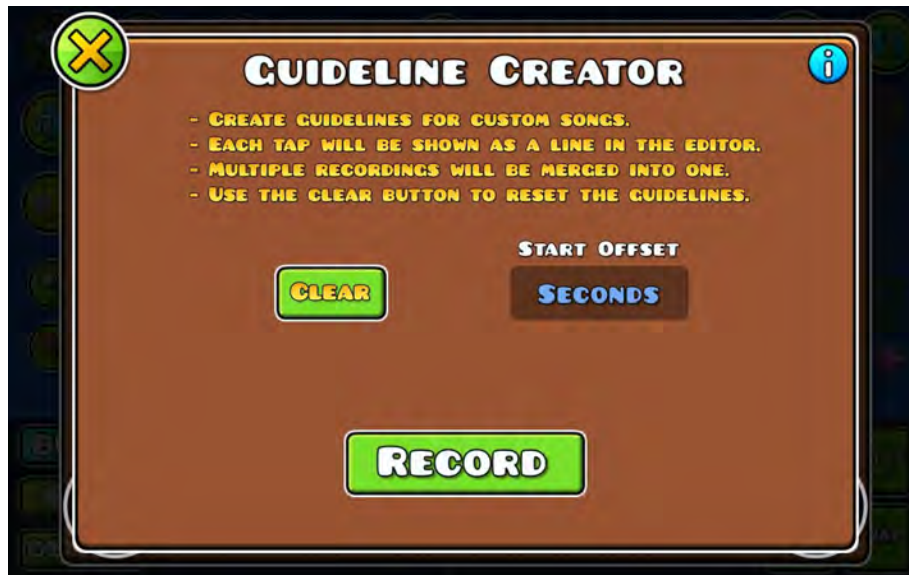 Guideline Creator
- Create guidelines for custom songs.
- Each tap will be shown as a line in the editor.
- Multiple recordings will be merged into one.
- Use the clear button to reset the guidelines.
Start Offset
Clear
Seconds
Record